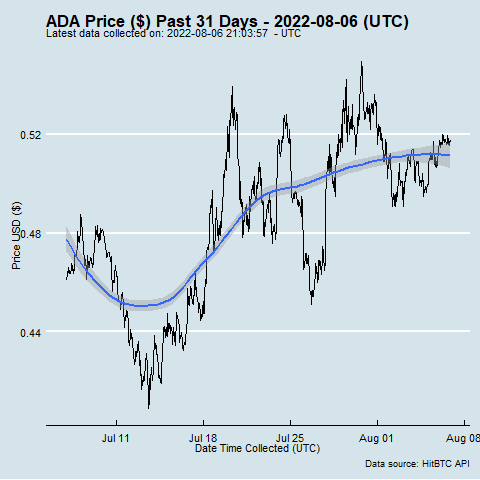 ADA Price ($) Past 31 Days - 2022-08-06 (UTC)
Latest data collected on: 2022-08-06 21:03:57 - UTC
0.52
0.48
0.44
Price USD ($)
Jul 11 Jul 18 Jul 25 Aug 01 Aug 08
Date Time Collected (UTC)
Data source: HitBTC API